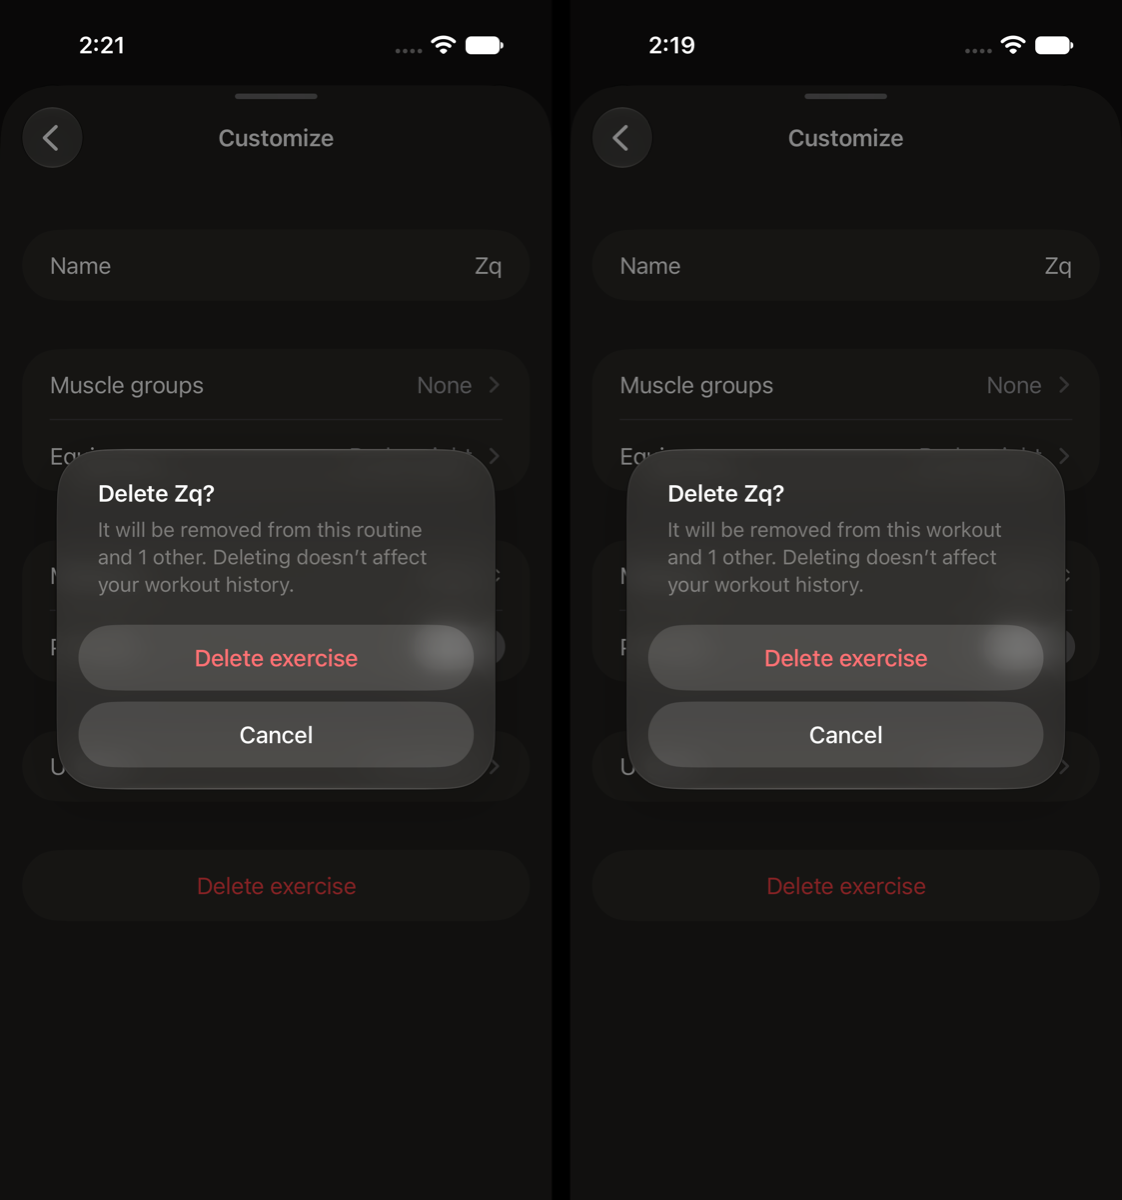 2:21
Customize
Name Zq
Muscle groups None
Delete Zq?
It will be removed from this routine
and 1 other. Deleting doesn’t affect
your workout history.
Delete exercise
Cancel
Delete exercise
2:19
Customize
Name Zq
Muscle groups None
Delete Zq?
It will be removed from this workout
and 1 other. Deleting doesn’t affect
your workout history.
Delete exercise
Cancel
Delete exercise